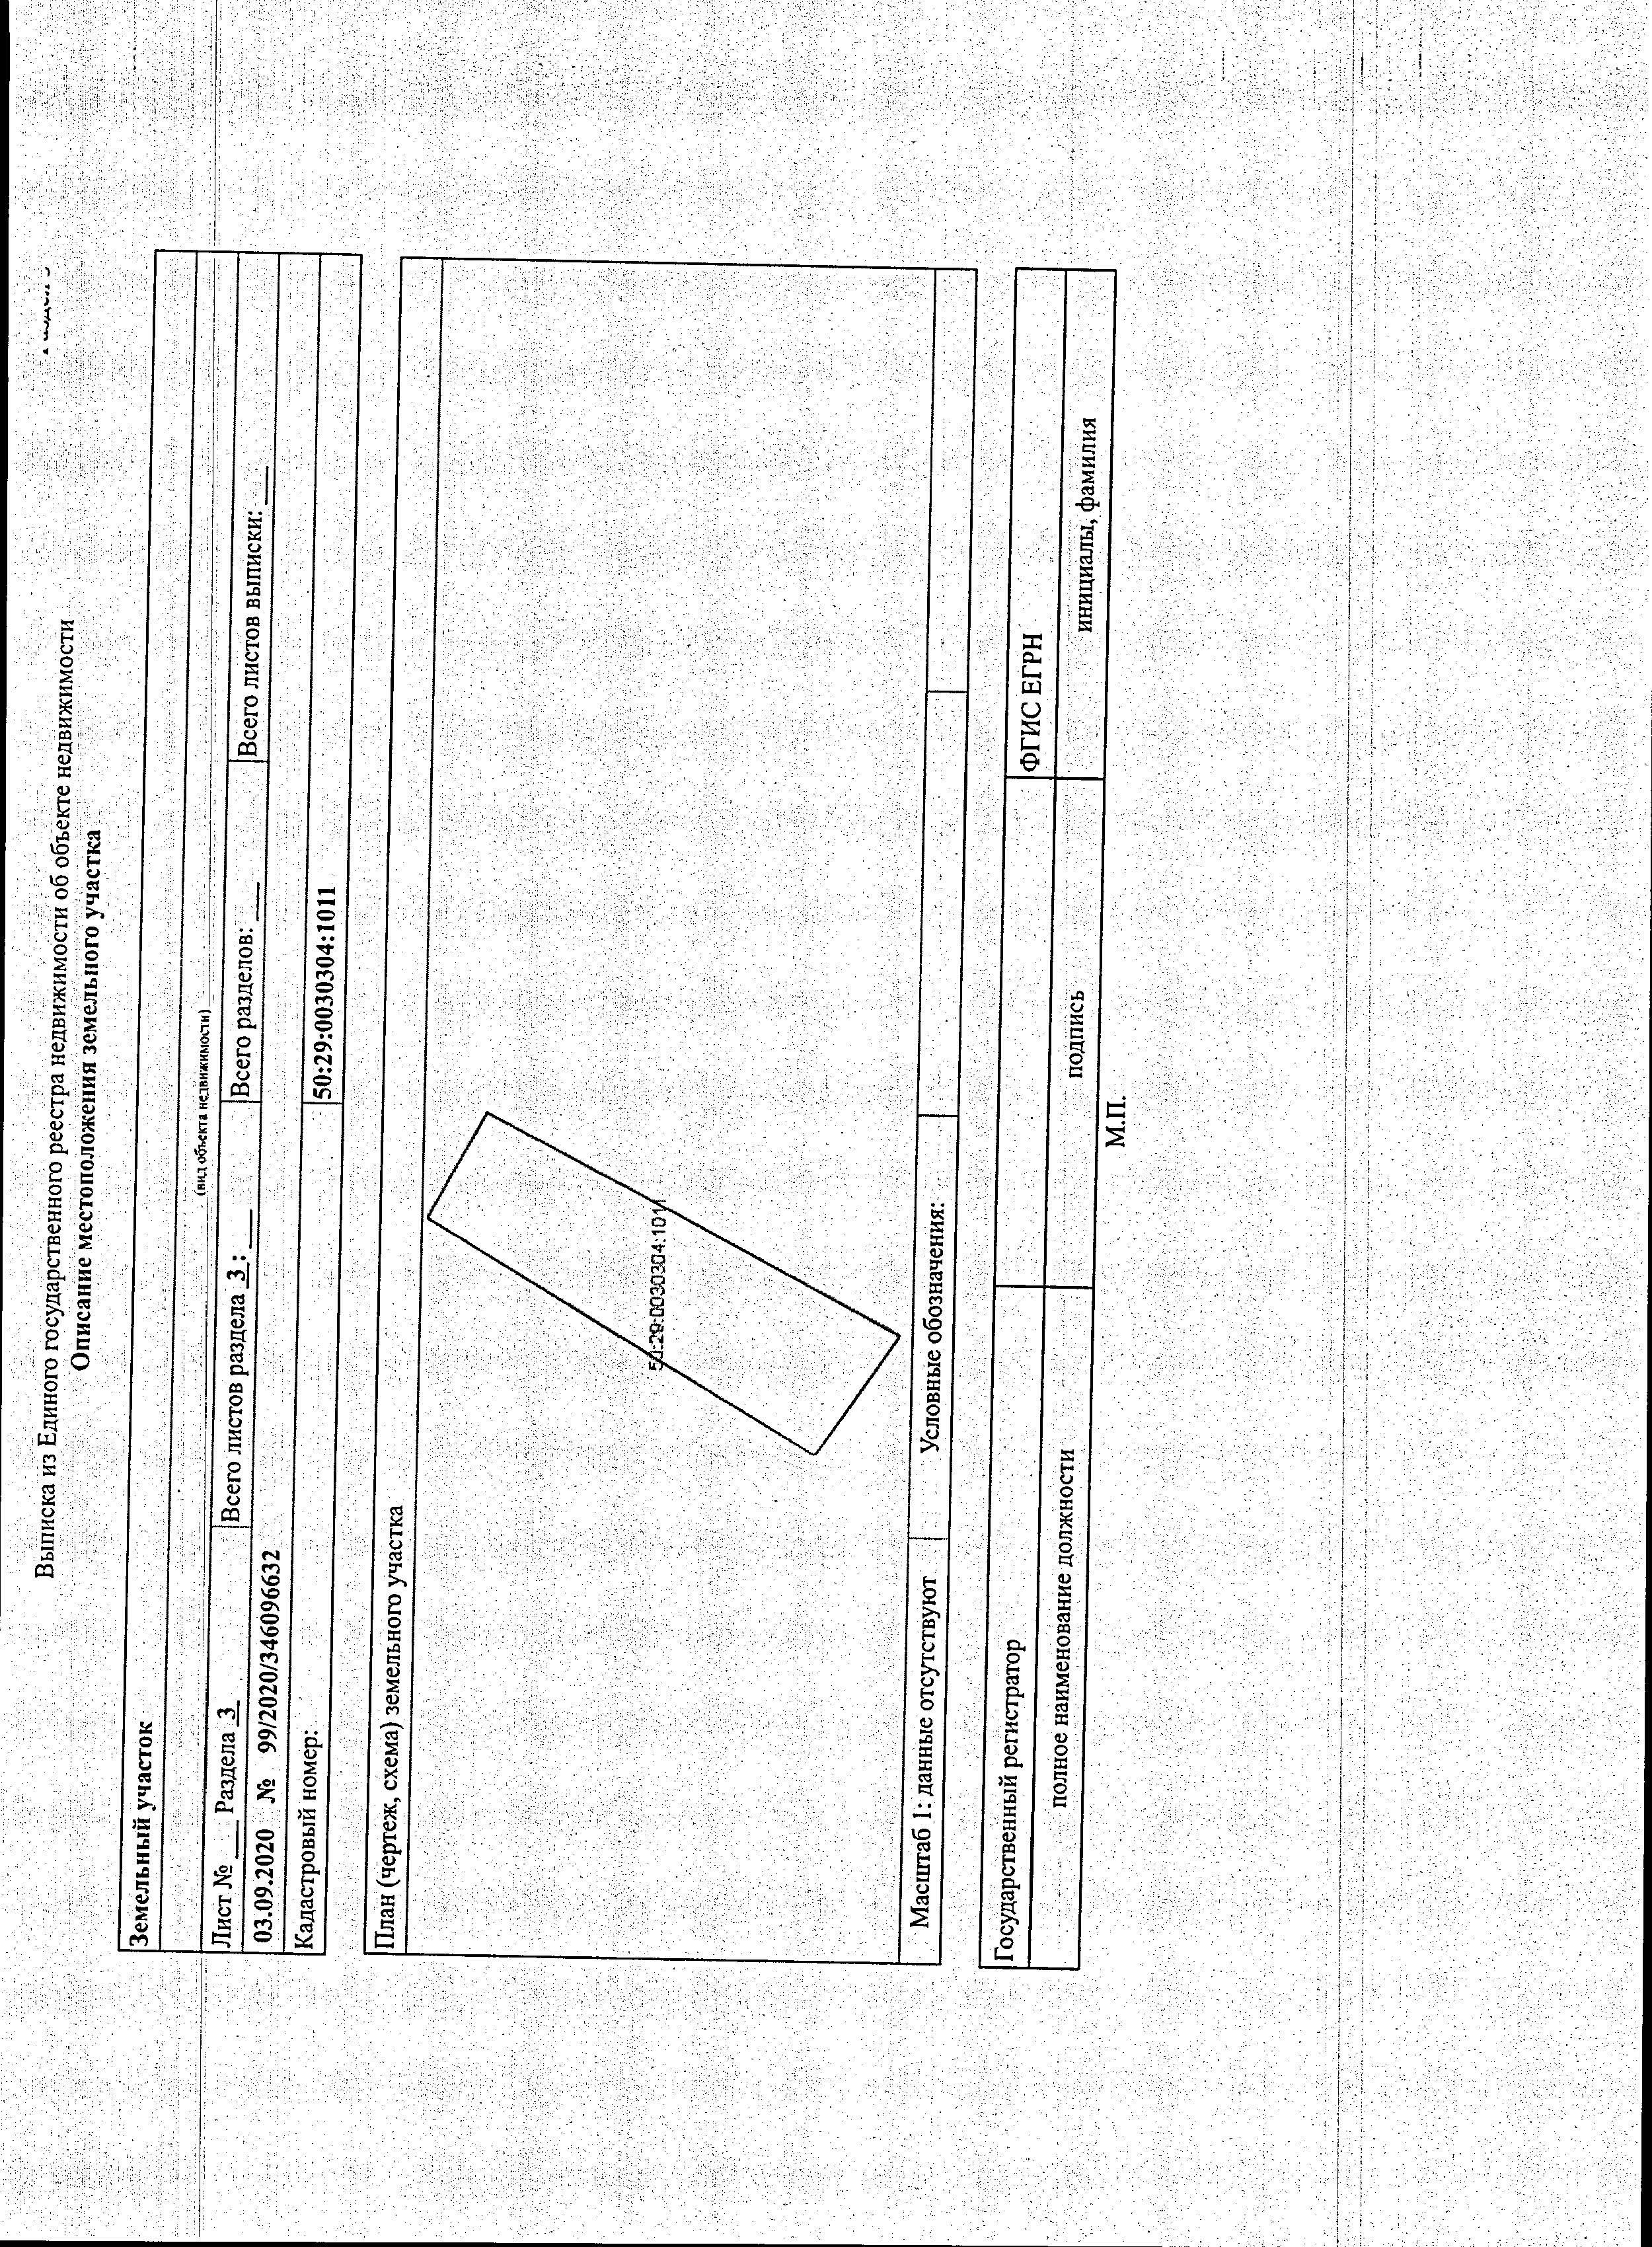 Выписка из Единого государственного реестра недвижимости об объекте недвижимости
Описание местоположения земельного участка
Земельный участок
(вид объекта недвижимости)
Лист № ___ Раздела 3 Всего листов раздела 3 : ___ Всего разделов: ___ Всего листов выписки: ___
03.09.2020 № 99/2020/346096632
Кадастровый номер: 50:29:0030304:1011
План (чертеж, схема) земельного участка
50:29:0030304:1011
Масштаб 1: данные отсутствуют Условные обозначения:
Государственный регистратор ФГИС ЕГРН
полное наименование должности подпись инициалы, фамилия
М.П.